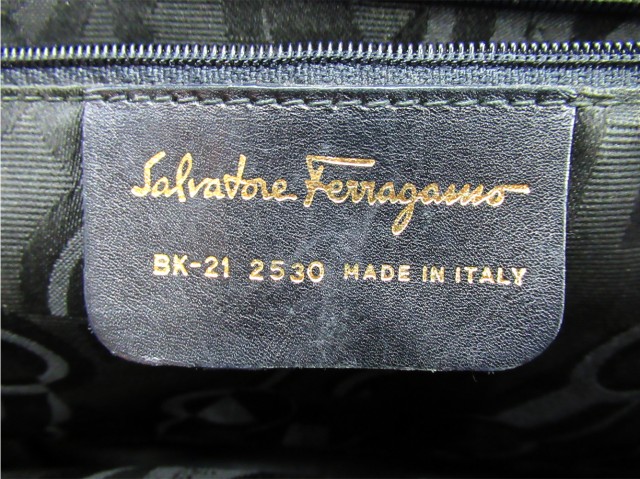 Salvatore Ferragamo
BK-21 2530 MADE IN ITALY